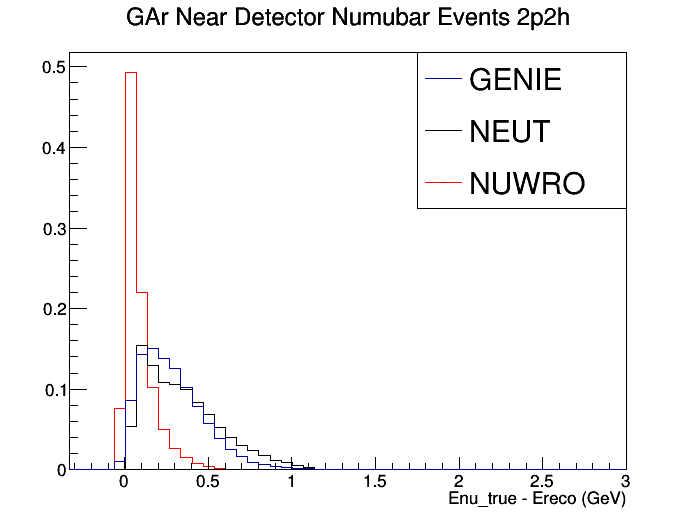 GAr Near Detector Numubar Events 2p2h
GENIE
NEUT
NUWRO
0.5
0.4
0.3
0.2
0.1
0
0 0.5 1 1.5 2 2.5 3
Enu_true - Ereco (GeV)